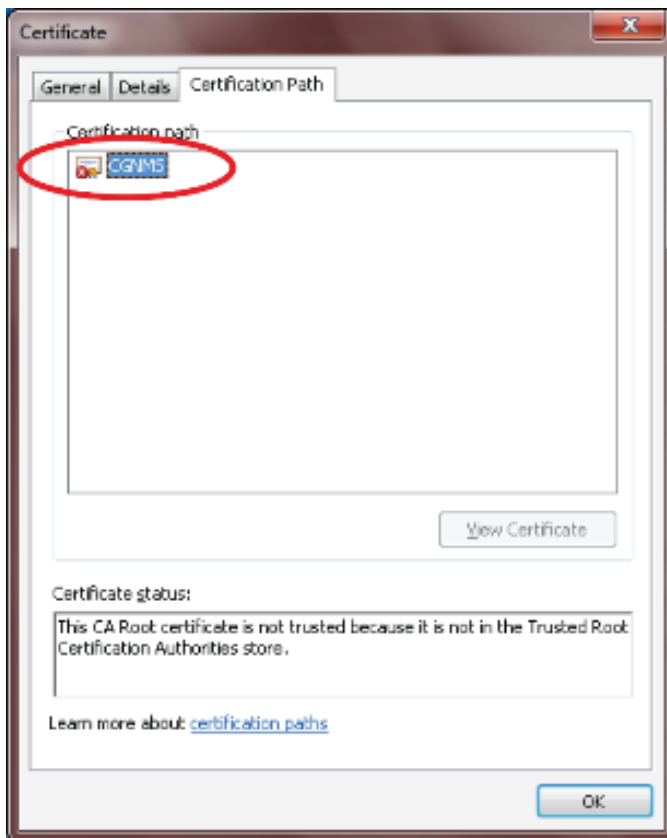 Certificate
General Details Certification Path
Certification path
CGNMS
View Certificate
Certificate status:
This CA Root certificate is not trusted because it is not in the Trusted Root
Certification Authorities store.
Learn more about certification paths
OK